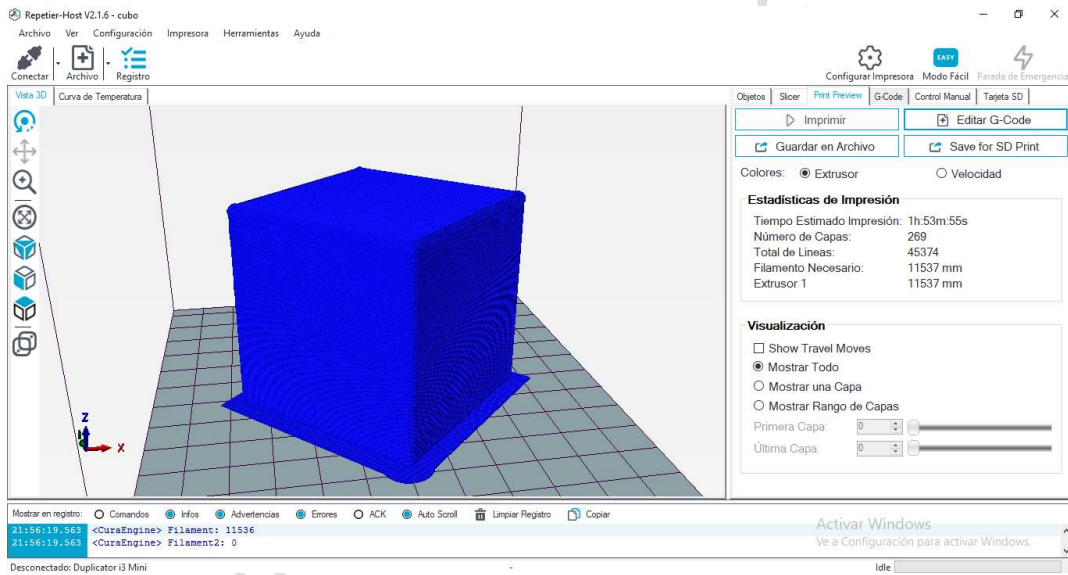 Repetier-Host V2.1.6 - cubo
Archivo Ver Configuración Impresora Herramientas Ayuda
Conectar Archivo Registro Configurar Impresora Modo Fácil Parada de Emergencia
EASY
Vista 3D Curva de Temperatura
Objetos Slicer Print Preview G-Code Control Manual Tarjeta SD
Imprimir Editar G-Code
Guardar en Archivo Save for SD Print
Colores: Extrusor Velocidad
Estadísticas de Impresión
Tiempo Estimado Impresión: 1h:53m:55s
Número de Capas: 269
Total de Lineas: 45374
Filamento Necesario: 11537 mm
Extrusor 1 11537 mm
Visualización
Show Travel Moves
Mostrar Todo
Mostrar una Capa
Mostrar Rango de Capas
Primera Capa: 0
Última Capa: 0
Z
X
Mostrar en registro: Comandos Infos Advertencias Errores ACK Auto Scroll Limpiar Registro Copiar
21:56:19.563 <CuraEngine> Filament: 11536
21:56:19.563 <CuraEngine> Filament2: 0
Activar Windows
Ve a Configuración para activar Windows.
Desconectado: Duplicator i3 Mini - Idle